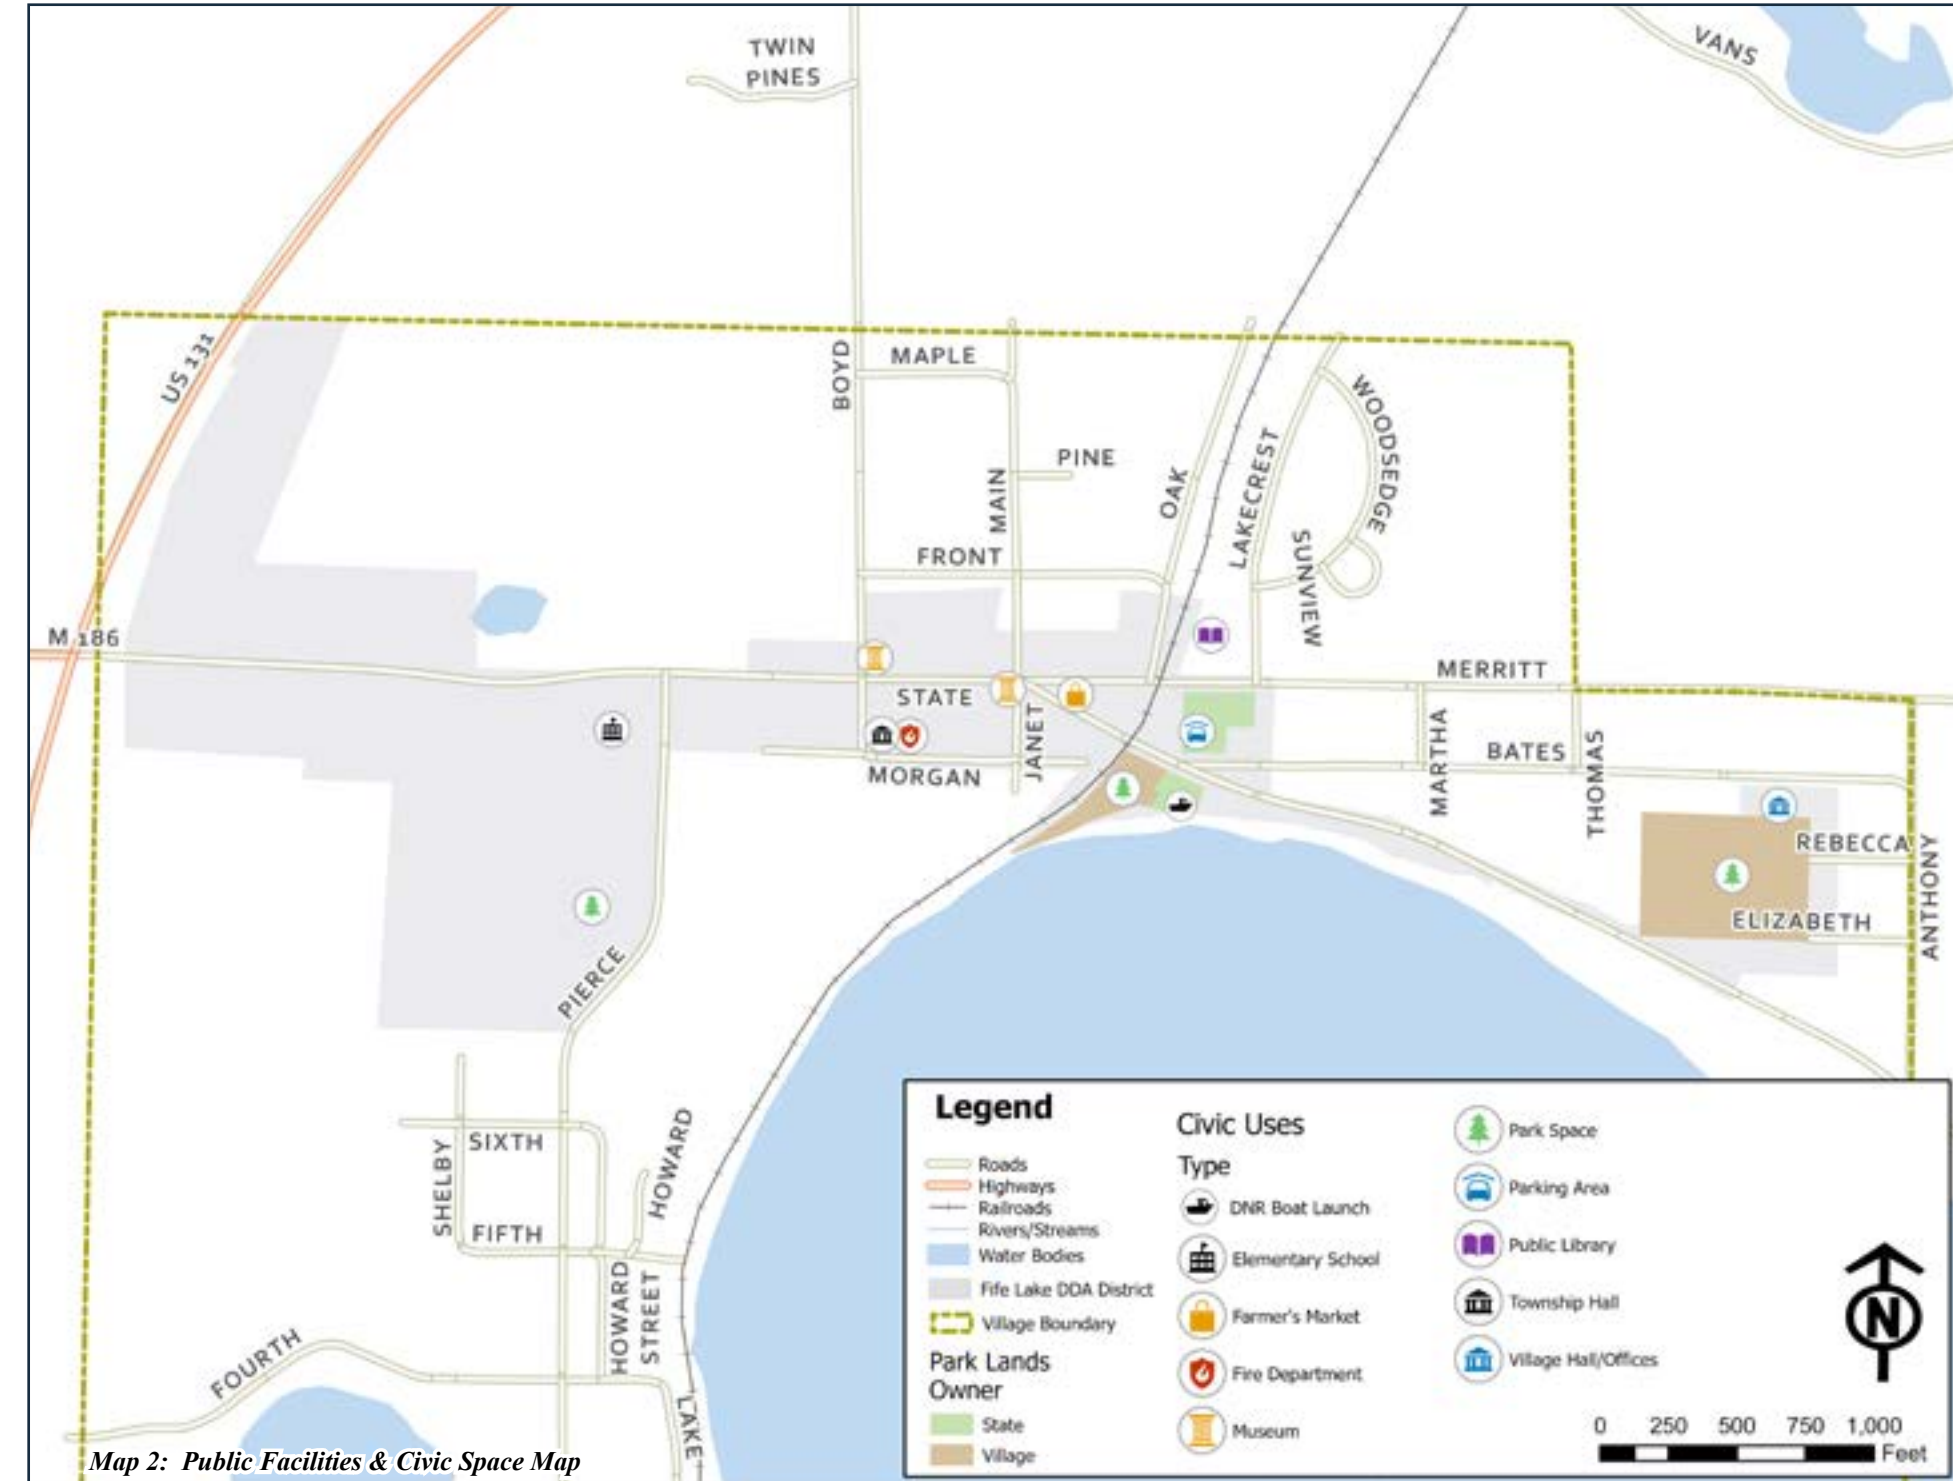 TWIN
PINES
VANS
US 131
BOYD
MAPLE
WOODSEDGE
PINE
MAIN
OAK
LAKECREST
FRONT
SUNVIEW
M 186
MERRITT
STATE
JANET
MORGAN
MARTHA
BATES
THOMAS
REBECCA
ANTHONY
ELIZABETH
PIERCE
SIXTH
SHELBY
HOWARD
FIFTH
HOWARD
STREET
FOURTH
LAKE
Legend
Roads
Highways
Railroads
Rivers/Streams
Water Bodies
Fife Lake DDA District
Village Boundary
Park Lands
Owner
State
Village
Civic Uses
Type
DNR Boat Launch
Elementary School
Farmer's Market
Fire Department
Museum
Park Space
Parking Area
Public Library
Township Hall
Village Hall/Offices
N
0 250 500 750 1,000
Feet
Map 2: Public Facilities & Civic Space Map